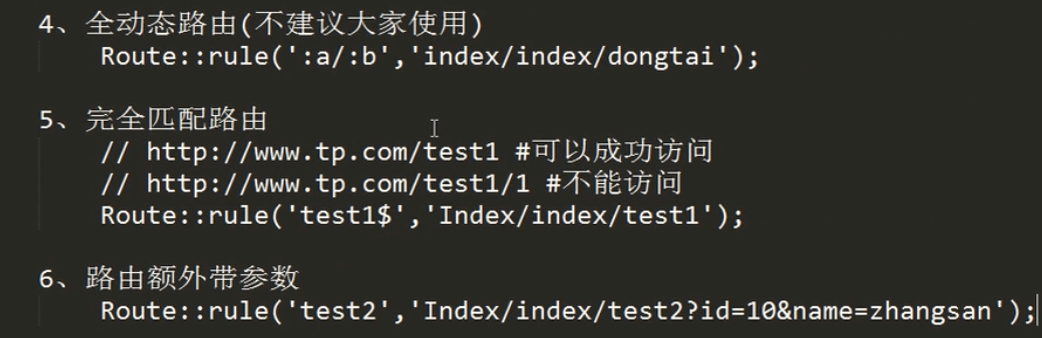 4、全动态路由(不建议大家使用)
Route::rule(':a/:b','index/index/dongtai');
5、完全匹配路由
// http://www.tp.com/test1 #可以成功访问
// http://www.tp.com/test1/1 #不能访问
Route::rule('test1$','Index/index/test1');
6、路由额外带参数
Route::rule('test2','Index/index/test2?id=10&name=zhangsan');